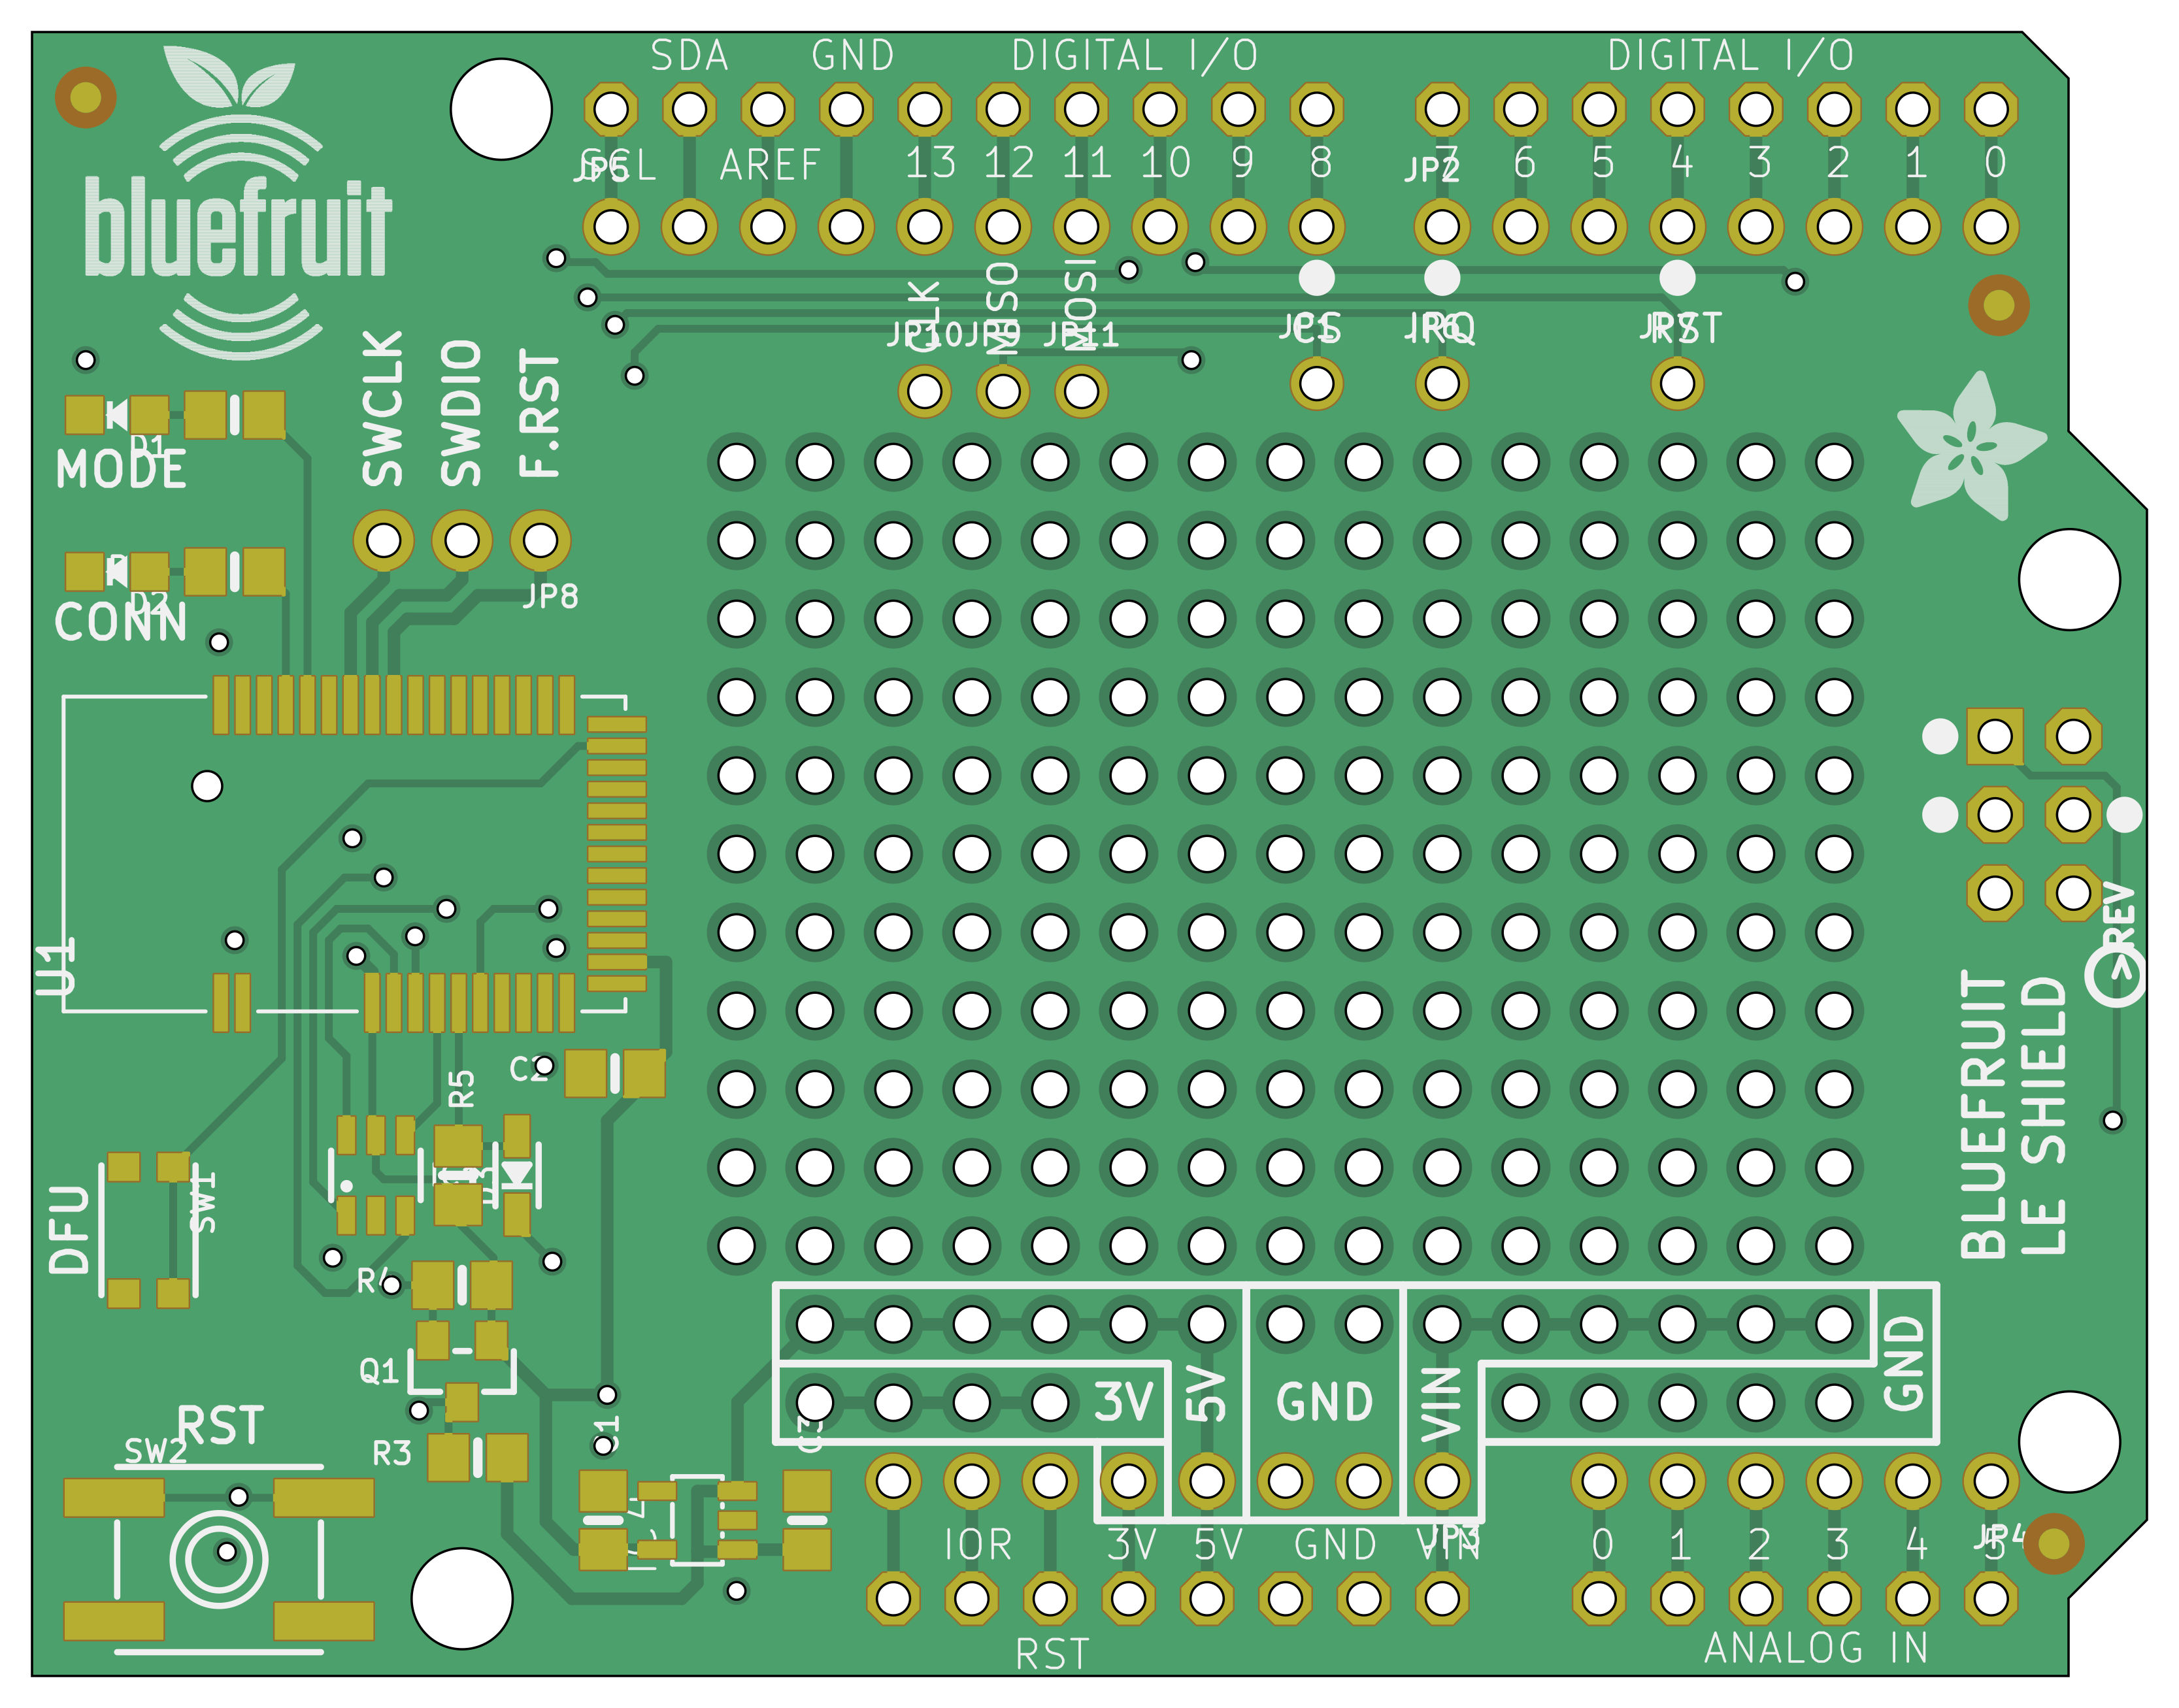 SDA GND DIGITAL I/O DIGITAL I/O
SCL AREF 13 12 11 10 9 8 7 6 5 4 3 2 1 0
JP5 JP2
bluefruit
CLK MISO MOSI
JP10 JP9 JP11 JP1 CS JP6 IRQ JP7 RST
SWCLK SWDIO F.RST
D1
MODE
D2
CONN
JP8
U1
REV
BLUEFRUIT
LE SHIELD
C2
R5
DFU
SW1
R4
Q1
3V 5V GND VIN GND
RST
SW2
R3
C1 C3
IOR 3V 5V GND VIN 0 1 2 3 4 5
JP3 JP4
RST ANALOG IN